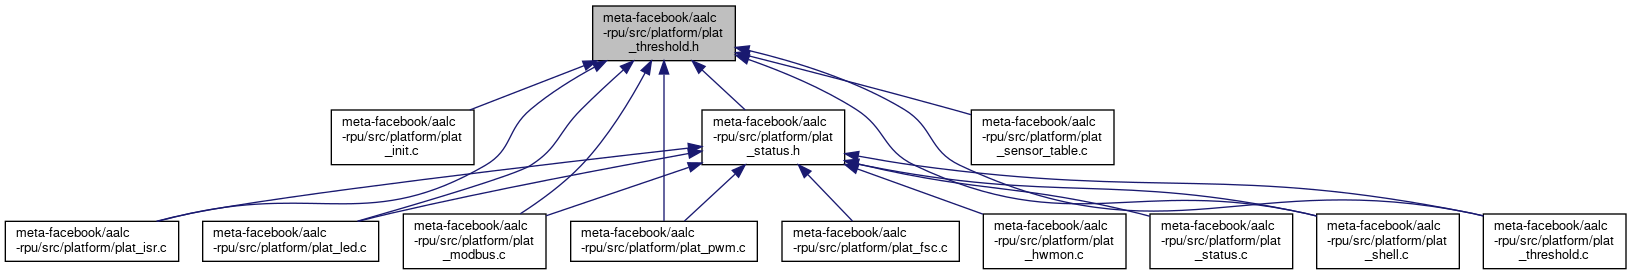 meta-facebook/aalc
-rpu/src/platform/plat
_threshold.h
meta-facebook/aalc
-rpu/src/platform/plat
_init.c
meta-facebook/aalc
-rpu/src/platform/plat
_status.h
meta-facebook/aalc
-rpu/src/platform/plat
_sensor_table.c
meta-facebook/aalc
-rpu/src/platform/plat_isr.c
meta-facebook/aalc
-rpu/src/platform/plat_led.c
meta-facebook/aalc
-rpu/src/platform/plat
_modbus.c
meta-facebook/aalc
-rpu/src/platform/plat_pwm.c
meta-facebook/aalc
-rpu/src/platform/plat_fsc.c
meta-facebook/aalc
-rpu/src/platform/plat
_hwmon.c
meta-facebook/aalc
-rpu/src/platform/plat
_status.c
meta-facebook/aalc
-rpu/src/platform/plat
_shell.c
meta-facebook/aalc
-rpu/src/platform/plat
_threshold.c